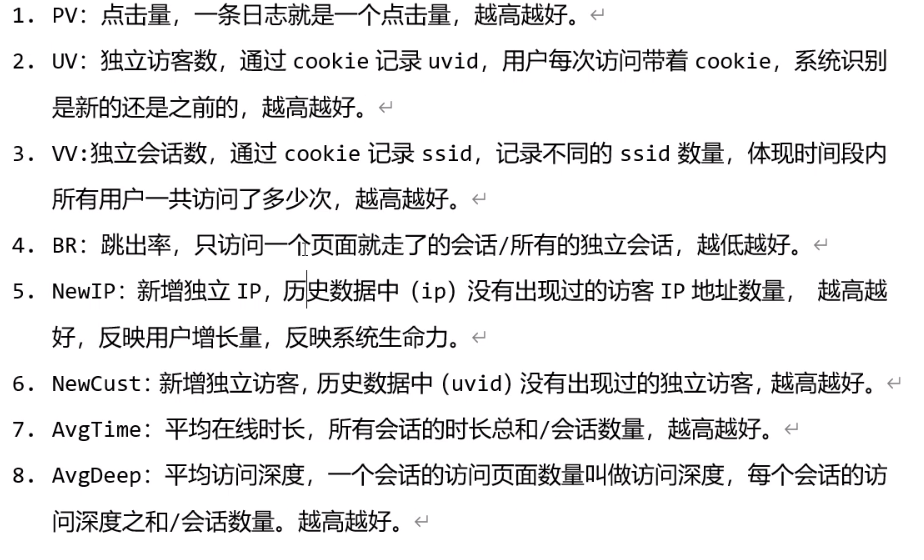 1. PV：点击量，一条日志就是一个点击量，越高越好。
2. UV：独立访客数，通过 cookie 记录 uvid，用户每次访问带着 cookie，系统识别
是新的还是之前的，越高越好。
3. VV:独立会话数，通过 cookie 记录 ssid，记录不同的 ssid 数量，体现时间段内
所有用户一共访问了多少次，越高越好。
4. BR：跳出率，只访问一个页面就走了的会话/所有的独立会话，越低越好。
5. NewIP：新增独立 IP，历史数据中（ip）没有出现过的访客 IP 地址数量， 越高越
好，反映用户增长量，反映系统生命力。
6. NewCust：新增独立访客，历史数据中（uvid）没有出现过的独立访客，越高越好。
7. AvgTime：平均在线时长，所有会话的时长总和/会话数量，越高越好。
8. AvgDeep：平均访问深度，一个会话的访问页面数量叫做访问深度，每个会话的访
问深度之和/会话数量。越高越好。